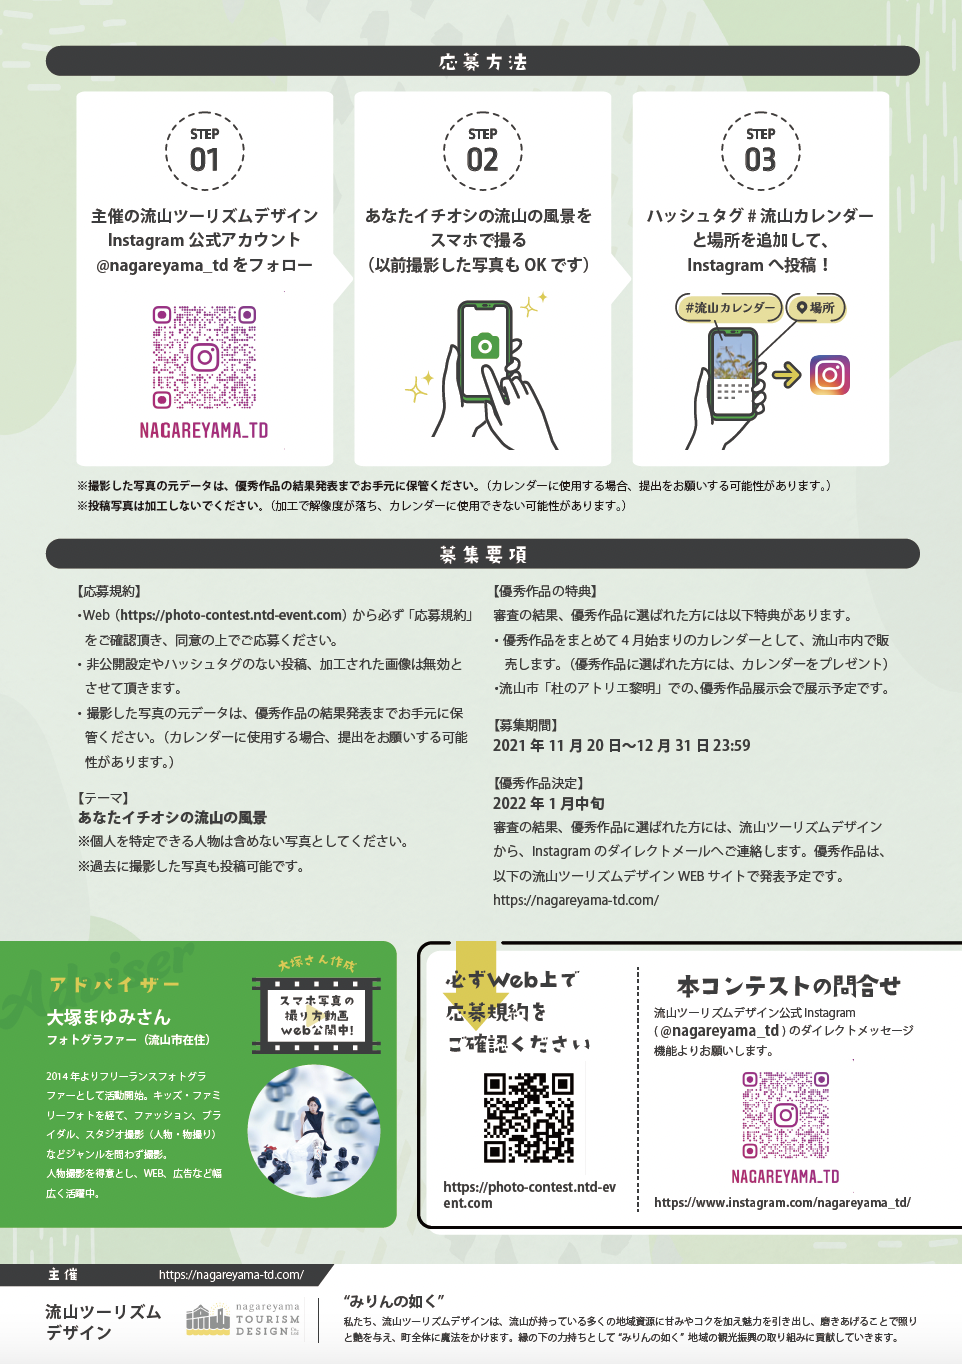 応募方法
STEP
01
主催の流山ツーリズムデザイン
Instagram 公式アカウント
@nagareyama_td をフォロー
NAGAREYAMA_TD
STEP
02
あなたイチオシの流山の風景を
スマホで撮る
（以前撮影した写真も OK です）
STEP
03
ハッシュタグ # 流山カレンダー
と場所を追加して、
Instagram へ投稿！
#流山カレンダー
場所
※撮影した写真の元データは、優秀作品の結果発表までお手元に保管ください。（カレンダーに使用する場合、提出をお願いする可能性があります。）
※投稿写真は加工しないでください。（加工で解像度が落ち、カレンダーに使用できない可能性があります。）
募集要項
【応募規約】
・Web（https://photo-contest.ntd-event.com）から必ず「応募規約」
をご確認頂き、同意の上でご応募ください。
・非公開設定やハッシュタグのない投稿、加工された画像は無効と
させて頂きます。
・撮影した写真の元データは、優秀作品の結果発表までお手元に保
管ください。（カレンダーに使用する場合、提出をお願いする可能
性があります。）
【テーマ】
あなたイチオシの流山の風景
※個人を特定できる人物は含めない写真としてください。
※過去に撮影した写真も投稿可能です。
【優秀作品の特典】
審査の結果、優秀作品に選ばれた方には以下特典があります。
・優秀作品をまとめて 4 月始まりのカレンダーとして、流山市内で販
売します。（優秀作品に選ばれた方には、カレンダーをプレゼント）
・流山市「杜のアトリエ黎明」での、優秀作品展示会で展示予定です。
【募集期間】
2021 年 11 月 20 日〜12 月 31 日 23:59
【優秀作品決定】
2022 年 1 月中旬
審査の結果、優秀作品に選ばれた方には、流山ツーリズムデザイン
から、Instagram のダイレクトメールへご連絡します。優秀作品は、
以下の流山ツーリズムデザイン WEB サイトで発表予定です。
https://nagareyama-td.com/
Adviser
アドバイザー
大塚まゆみさん
フォトグラファー（流山市在住）
2014 年よりフリーランスフォトグラ
ファーとして活動開始。キッズ・ファミ
リーフォトを経て、ファッション、ブラ
イダル、スタジオ撮影（人物・物撮り）
などジャンルを問わず撮影。
人物撮影を得意とし、WEB、広告など幅
広く活躍中。
大塚さん作成
スマホ写真の
撮り方動画
web公開中!
必ずWeb上で
応募規約を
ご確認ください
https://photo-contest.ntd-ev
ent.com
本コンテストの問合せ
流山ツーリズムデザイン公式 Instagram
( @nagareyama_td ) のダイレクトメッセージ
機能よりお願いします。
NAGAREYAMA_TD
https://www.instagram.com/nagareyama_td/
主催
https://nagareyama-td.com/
流山ツーリズム
デザイン
nagareyama
TOURISM
DESIGN
“みりんの如く”
私たち、流山ツーリズムデザインは、流山が持っている多くの地域資源に甘みやコクを加え魅力を引き出し、磨きあげることで照り
と艶を与え、町全体に魔法をかけます。縁の下の力持ちとして “みりんの如く” 地域の観光振興の取り組みに貢献していきます。